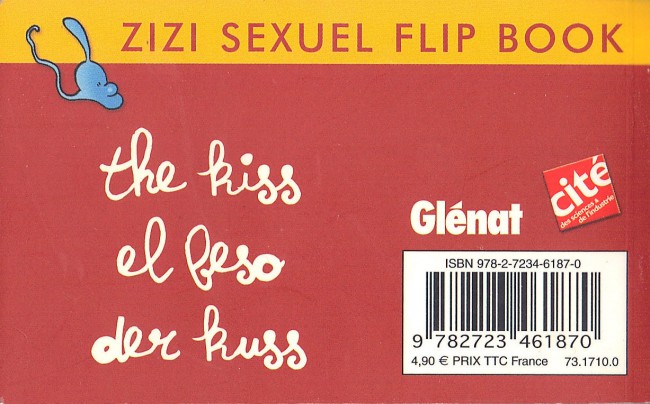 ZIZI SEXUEL FLIP BOOK
the kiss
el beso
der kuss
Glénat
cité
des sciences &
de l'industrie
ISBN 978-2-7234-6187-0
9 782723 461870
4,90 € PRIX TTC France 73.1710.0